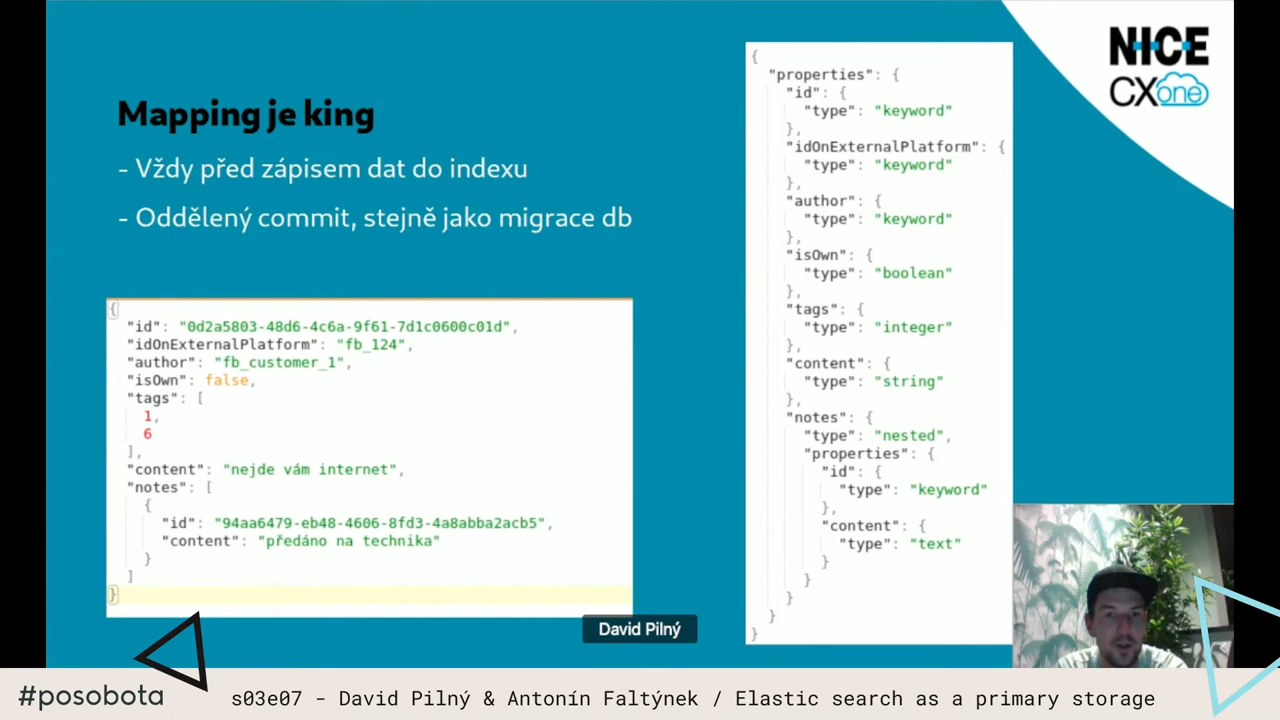 NICE
CXone
Mapping je king
- Vždy před zápisem dat do indexu
- Oddělený commit, stejně jako migrace db
{
"id": "0d2a5803-48d6-4c6a-9f61-7d1c0600c01d",
"idOnExternalPlatform": "fb_124",
"author": "fb_customer_1",
"isOwn": false,
"tags": [
1,
6
],
"content": "nejde vám internet",
"notes": [
{
"id": "94aa6479-eb48-4606-8fd3-4a8abba2acb5",
"content": "předáno na technika"
}
]
}
{
"properties": {
"id": {
"type": "keyword"
},
"idOnExternalPlatform": {
"type": "keyword"
},
"author": {
"type": "keyword"
},
"isOwn": {
"type": "boolean"
},
"tags": {
"type": "integer"
},
"content": {
"type": "string"
},
"notes": {
"type": "nested",
"properties": {
"id": {
"type": "keyword"
},
"content": {
"type": "text"
}
}
}
}
}
David Pilný
#posobota
s03e07 - David Pilný & Antonín Faltýnek / Elastic search as a primary storage